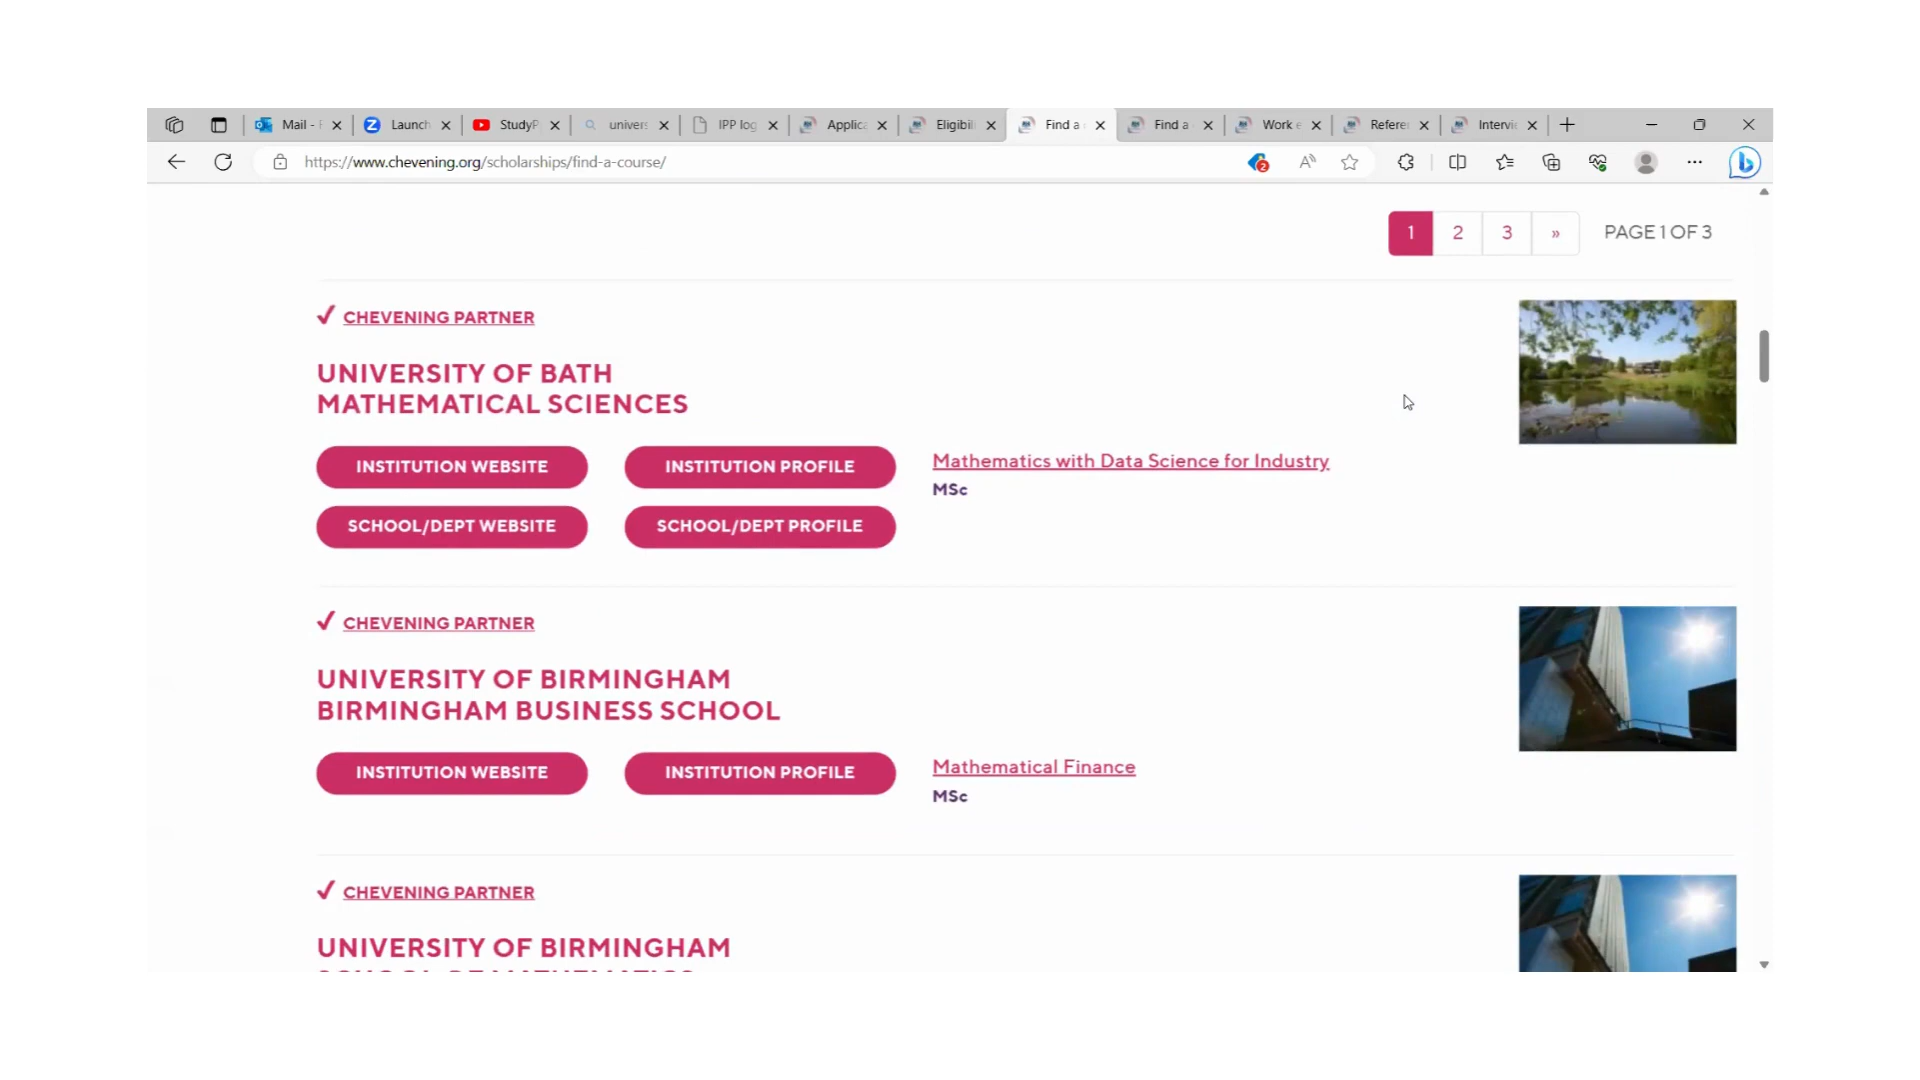 Mail - Launch StudyP univers IPP log Applica Eligibil Find a Find a Work e Refere Intervie
https://www.chevening.org/scholarships/find-a-course/
1 2 3 » PAGE 1 OF 3
CHEVENING PARTNER
UNIVERSITY OF BATH
MATHEMATICAL SCIENCES
INSTITUTION WEBSITE INSTITUTION PROFILE Mathematics with Data Science for Industry
MSc
SCHOOL/DEPT WEBSITE SCHOOL/DEPT PROFILE
CHEVENING PARTNER
UNIVERSITY OF BIRMINGHAM
BIRMINGHAM BUSINESS SCHOOL
INSTITUTION WEBSITE INSTITUTION PROFILE Mathematical Finance
MSc
CHEVENING PARTNER
UNIVERSITY OF BIRMINGHAM